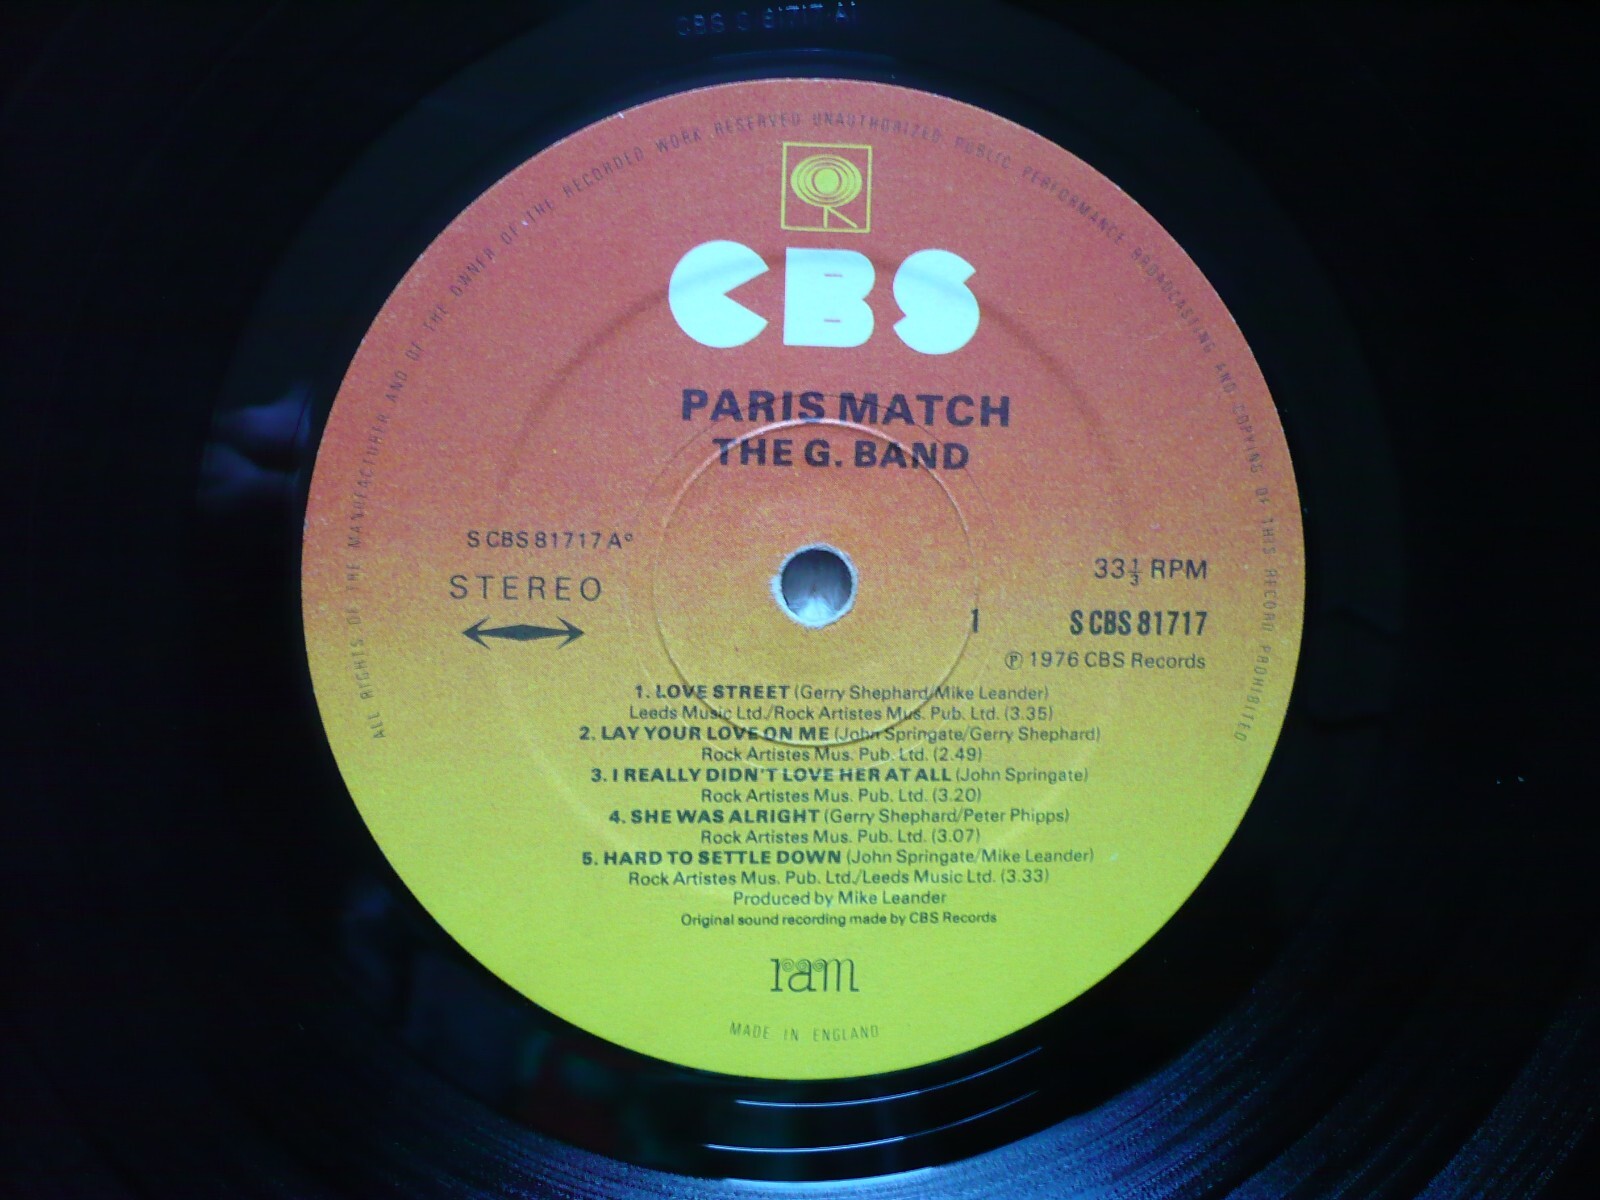 CBS S 81717 A1
ALL RIGHTS OF THE MANUFACTURER AND OF THE OWNER OF THE RECORDED WORK RESERVED UNAUTHORIZED PUBLIC PERFORMANCE BROADCASTING AND COPYING OF THIS RECORD PROHIBITED
CBS
PARIS MATCH
THE G. BAND
S CBS 81717 A°
STEREO
33⅓ RPM
1
S CBS 81717
℗ 1976 CBS Records
1. LOVE STREET (Gerry Shephard/Mike Leander)
Leeds Music Ltd./Rock Artistes Mus. Pub. Ltd. (3.35)
2. LAY YOUR LOVE ON ME (John Springate/Gerry Shephard)
Rock Artistes Mus. Pub. Ltd. (2.49)
3. I REALLY DIDN'T LOVE HER AT ALL (John Springate)
Rock Artistes Mus. Pub. Ltd. (3.20)
4. SHE WAS ALRIGHT (Gerry Shephard/Peter Phipps)
Rock Artistes Mus. Pub. Ltd. (3.07)
5. HARD TO SETTLE DOWN (John Springate/Mike Leander)
Rock Artistes Mus. Pub. Ltd./Leeds Music Ltd. (3.33)
Produced by Mike Leander
Original sound recording made by CBS Records
ram
MADE IN ENGLAND